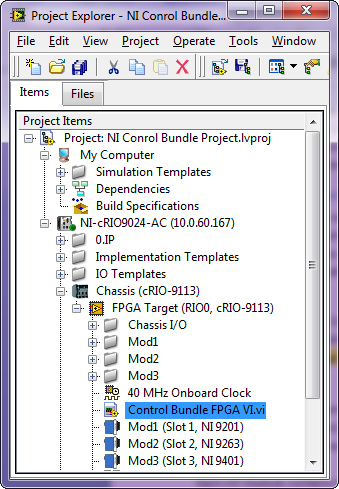 Project Explorer - NI Conrol Bundle...
File Edit View Project Operate Tools Window
Items Files
Project Items
Project: NI Conrol Bundle Project.lvproj
My Computer
Simulation Templates
Dependencies
Build Specifications
NI-cRIO9024-AC (10.0.60.167)
0.IP
Implementation Templates
IO Templates
Chassis (cRIO-9113)
FPGA Target (RIO0, cRIO-9113)
Chassis I/O
Mod1
Mod2
Mod3
40 MHz Onboard Clock
Control Bundle FPGA VI.vi
Mod1 (Slot 1, NI 9201)
Mod2 (Slot 2, NI 9263)
Mod3 (Slot 3, NI 9401)